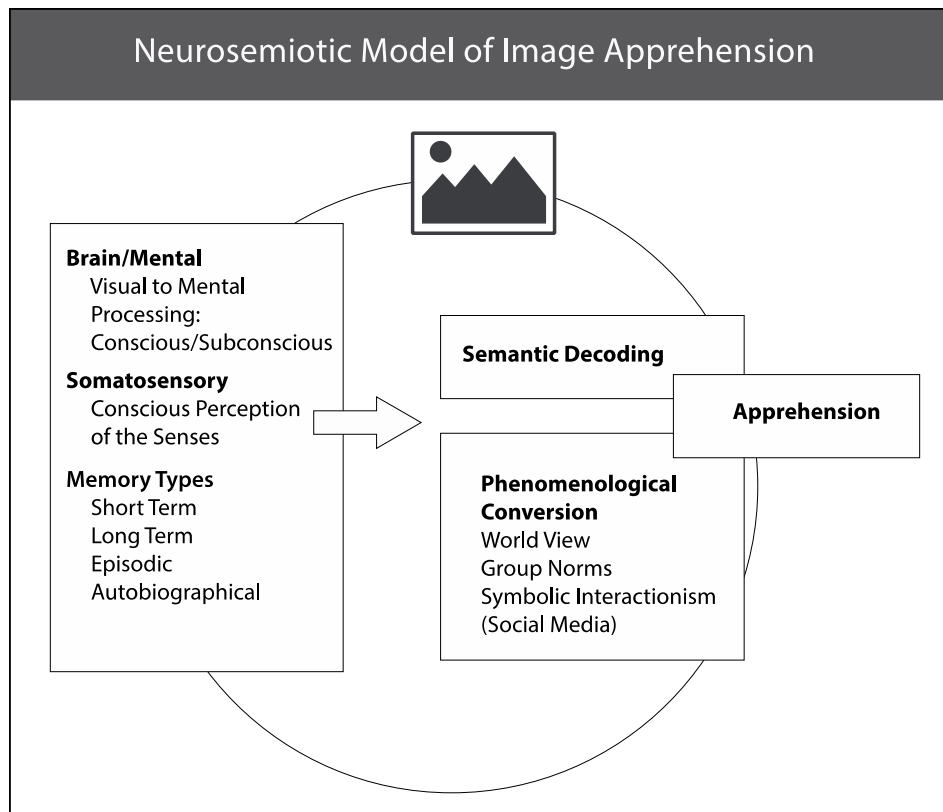 Neurosemiotic Model of Image Apprehension
Brain/Mental
Visual to Mental
Processing:
Conscious/Subconscious
Somatosensory
Conscious Perception
of the Senses
Memory Types
Short Term
Long Term
Episodic
Autobiographical
Semantic Decoding
Apprehension
Phenomenological
Conversion
World View
Group Norms
Symbolic Interactionism
(Social Media)